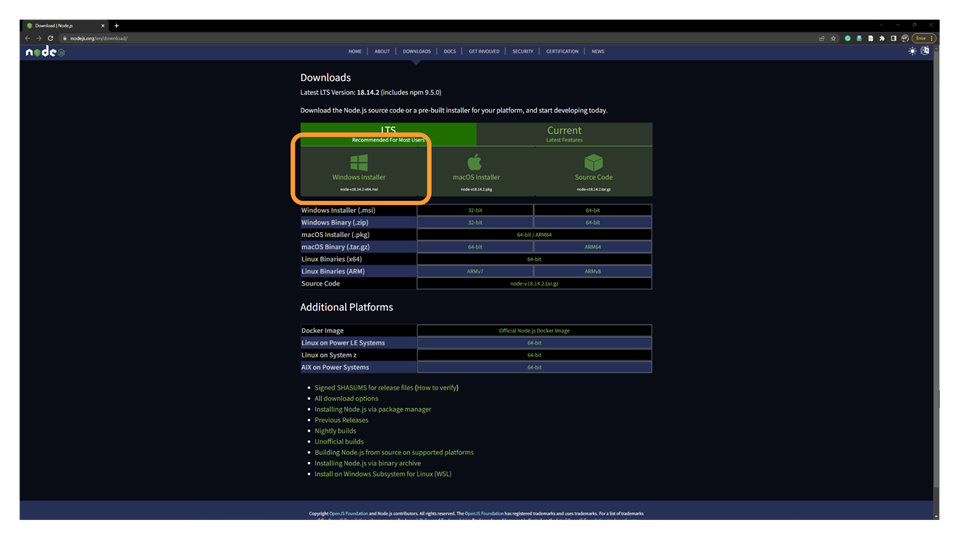 Download | Node.js
nodejs.org/en/download/
Error
node
HOME | ABOUT | DOWNLOADS | DOCS | GET INVOLVED | SECURITY | CERTIFICATION | NEWS
Downloads
Latest LTS Version: 18.14.2 (includes npm 9.5.0)
Download the Node.js source code or a pre-built installer for your platform, and start developing today.
LTS
Recommended For Most Users
Current
Latest Features
Windows Installer
node-v18.14.2-x64.msi
macOS Installer
node-v18.14.2.pkg
Source Code
node-v18.14.2.tar.gz
Windows Installer (.msi) 32-bit 64-bit
Windows Binary (.zip) 32-bit 64-bit
macOS Installer (.pkg) 64-bit / ARM64
macOS Binary (.tar.gz) 64-bit ARM64
Linux Binaries (x64) 64-bit
Linux Binaries (ARM) ARMv7 ARMv8
Source Code node-v18.14.2.tar.gz
Additional Platforms
Docker Image Official Node.js Docker Image
Linux on Power LE Systems 64-bit
Linux on System z 64-bit
AIX on Power Systems 64-bit
Signed SHASUMS for release files (How to verify)
All download options
Installing Node.js via package manager
Previous Releases
Nightly builds
Unofficial builds
Building Node.js from source on supported platforms
Installing Node.js via binary archive
Install on Windows Subsystem for Linux (WSL)
Copyright OpenJS Foundation and Node.js contributors. All rights reserved. The OpenJS Foundation has registered trademarks and uses trademarks. For a list of trademarks